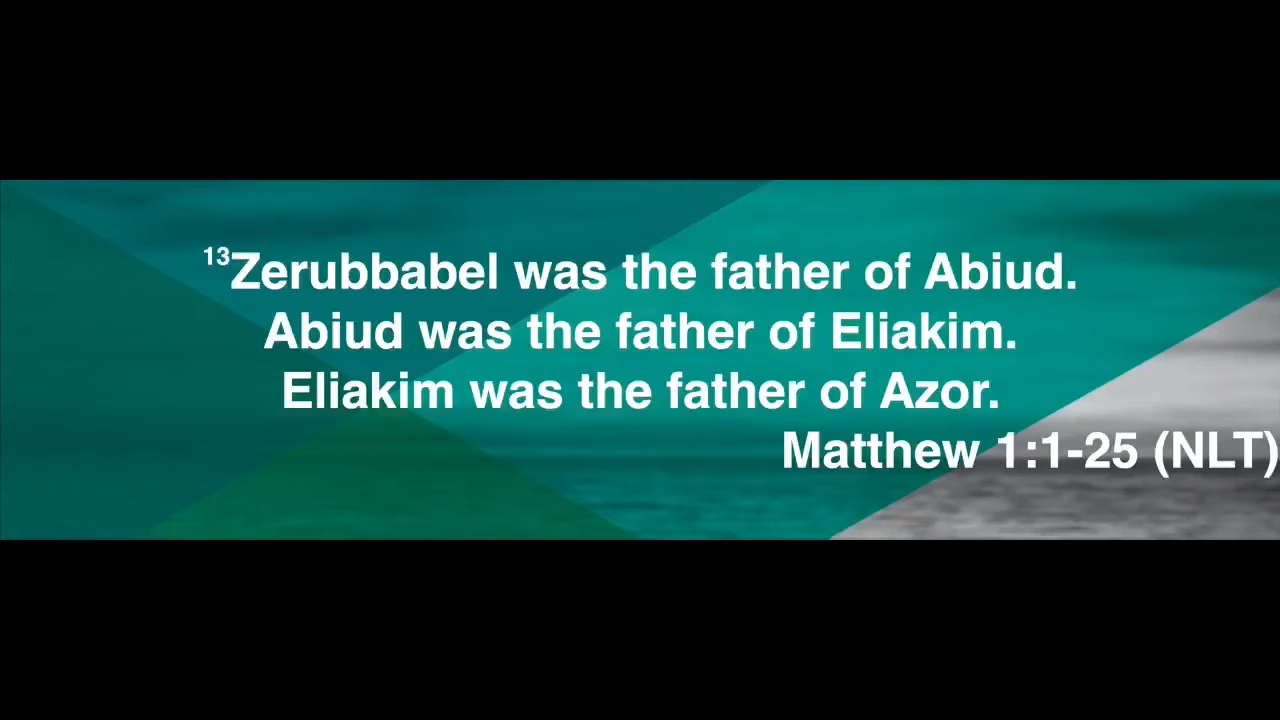 ¹³Zerubbabel was the father of Abiud.
Abiud was the father of Eliakim.
Eliakim was the father of Azor.
Matthew 1:1-25 (NLT)